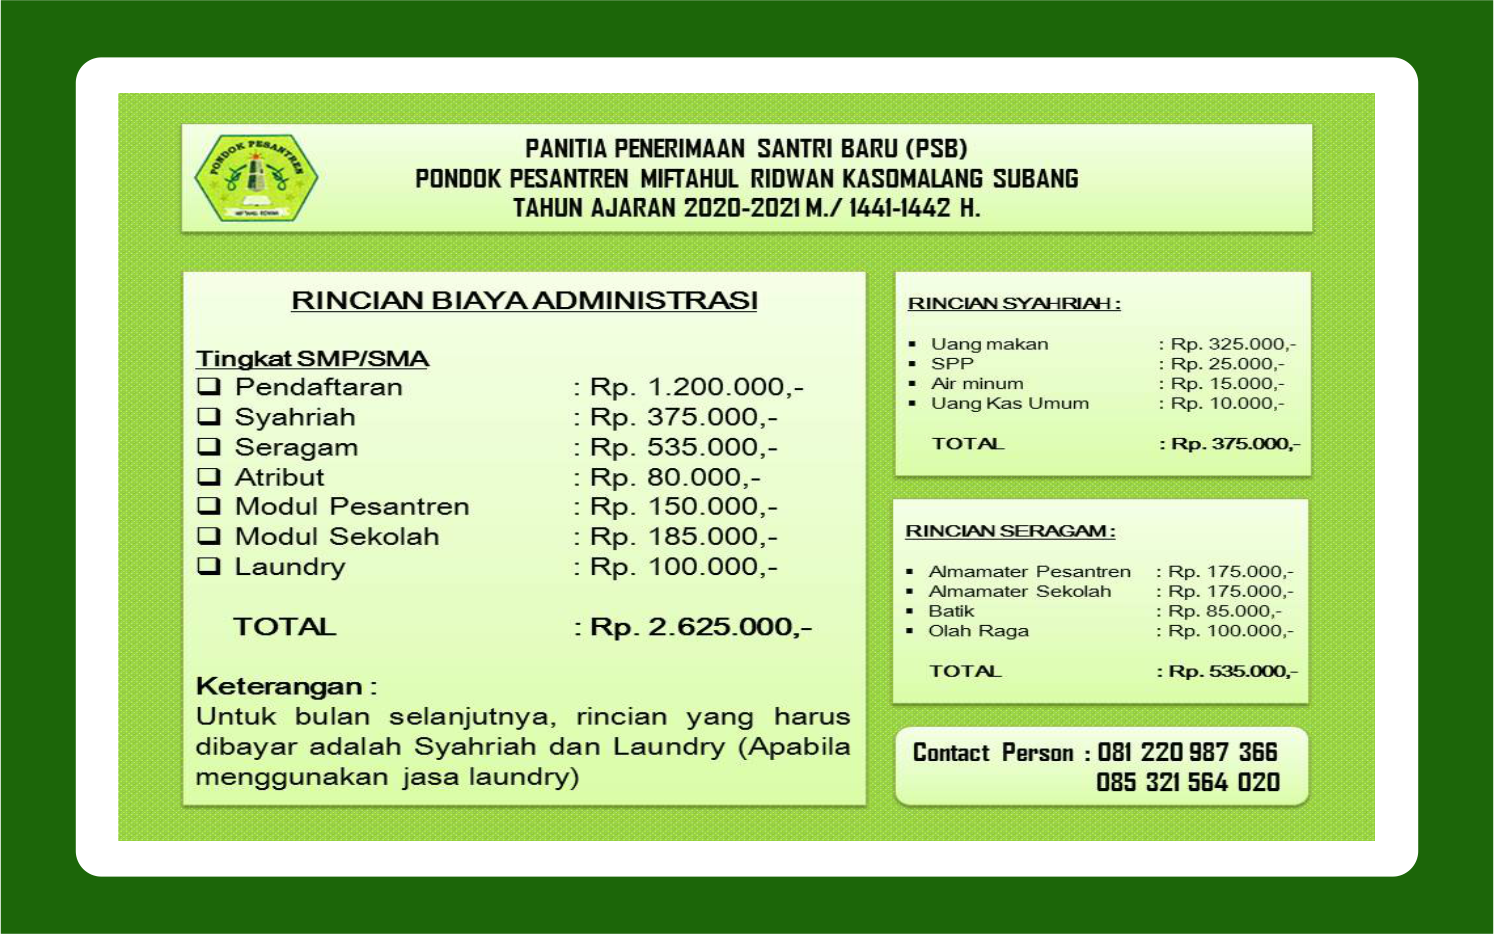 PONDOK PESANTREN
MIFTAHUL RIDWAN
PANITIA PENERIMAAN SANTRI BARU (PSB)
PONDOK PESANTREN MIFTAHUL RIDWAN KASOMALANG SUBANG
TAHUN AJARAN 2020-2021 M./ 1441-1442 H.
RINCIAN BIAYA ADMINISTRASI
Tingkat SMP/SMA
❑ Pendaftaran : Rp. 1.200.000,-
❑ Syahriah : Rp. 375.000,-
❑ Seragam : Rp. 535.000,-
❑ Atribut : Rp. 80.000,-
❑ Modul Pesantren : Rp. 150.000,-
❑ Modul Sekolah : Rp. 185.000,-
❑ Laundry : Rp. 100.000,-
TOTAL : Rp. 2.625.000,-
Keterangan :
Untuk bulan selanjutnya, rincian yang harus
dibayar adalah Syahriah dan Laundry (Apabila
menggunakan jasa laundry)
RINCIAN SYAHRIAH :
▪ Uang makan : Rp. 325.000,-
▪ SPP : Rp. 25.000,-
▪ Air minum : Rp. 15.000,-
▪ Uang Kas Umum : Rp. 10.000,-
TOTAL : Rp. 375.000,-
RINCIAN SERAGAM :
▪ Almamater Pesantren : Rp. 175.000,-
▪ Almamater Sekolah : Rp. 175.000,-
▪ Batik : Rp. 85.000,-
▪ Olah Raga : Rp. 100.000,-
TOTAL : Rp. 535.000,-
Contact Person : 081 220 987 366
085 321 564 020